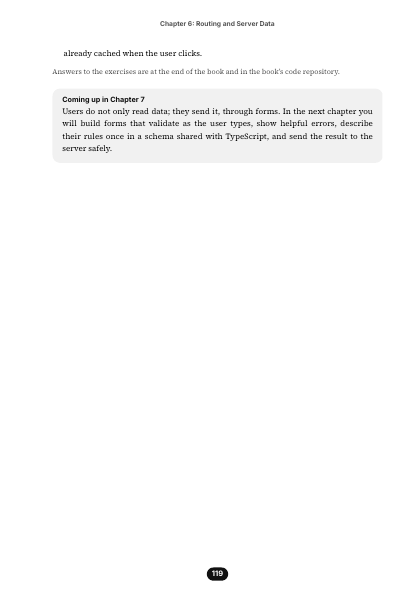 Chapter 6: Routing and Server Data
already cached when the user clicks.
Answers to the exercises are at the end of the book and in the book's code repository.
Coming up in Chapter 7
Users do not only read data; they send it, through forms. In the next chapter you
will build forms that validate as the user types, show helpful errors, describe
their rules once in a schema shared with TypeScript, and send the result to the
server safely.
119